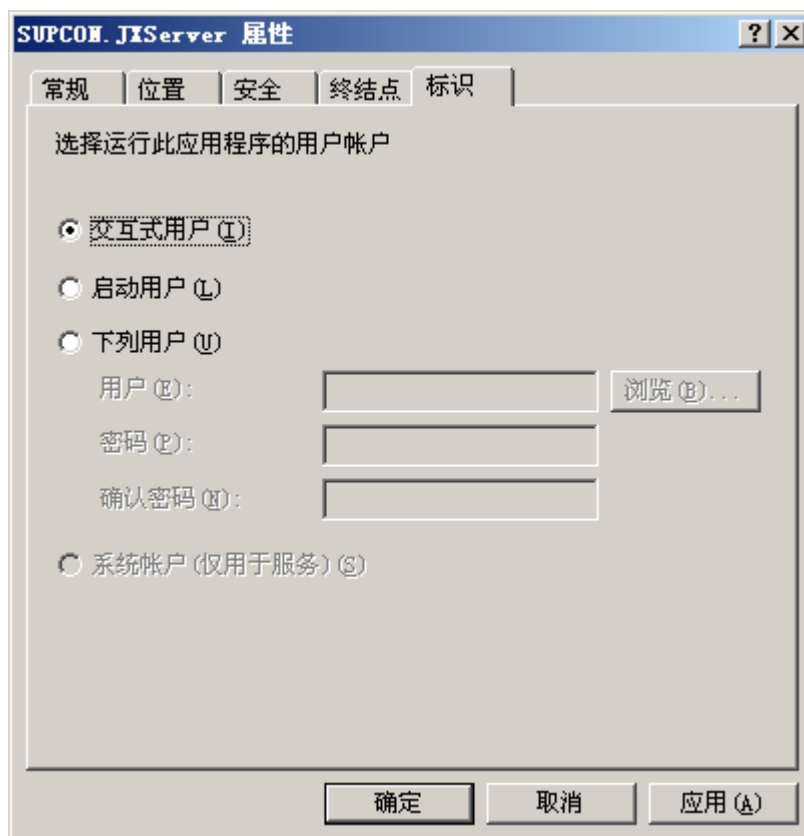 SUPCON.JXServer 属性
常规 位置 安全 终结点 标识
选择运行此应用程序的用户帐户
交互式用户(I)
启动用户(L)
下列用户(U)
用户(E): 浏览(B)...
密码(P):
确认密码(N):
系统帐户(仅用于服务)(S)
确定 取消 应用(A)